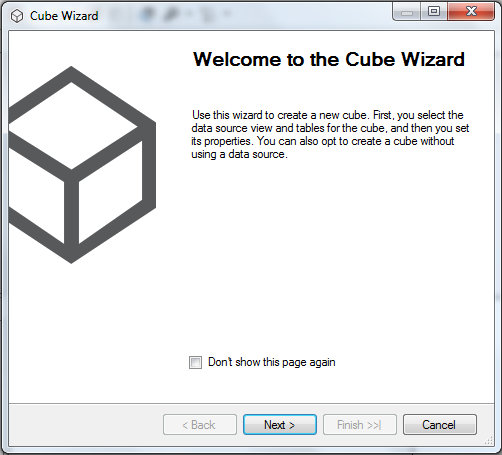 Cube Wizard
Welcome to the Cube Wizard
Use this wizard to create a new cube. First, you select the
data source view and tables for the cube, and then you set
its properties. You can also opt to create a cube without
using a data source.
Don't show this page again
< Back
Next >
Finish >>|
Cancel